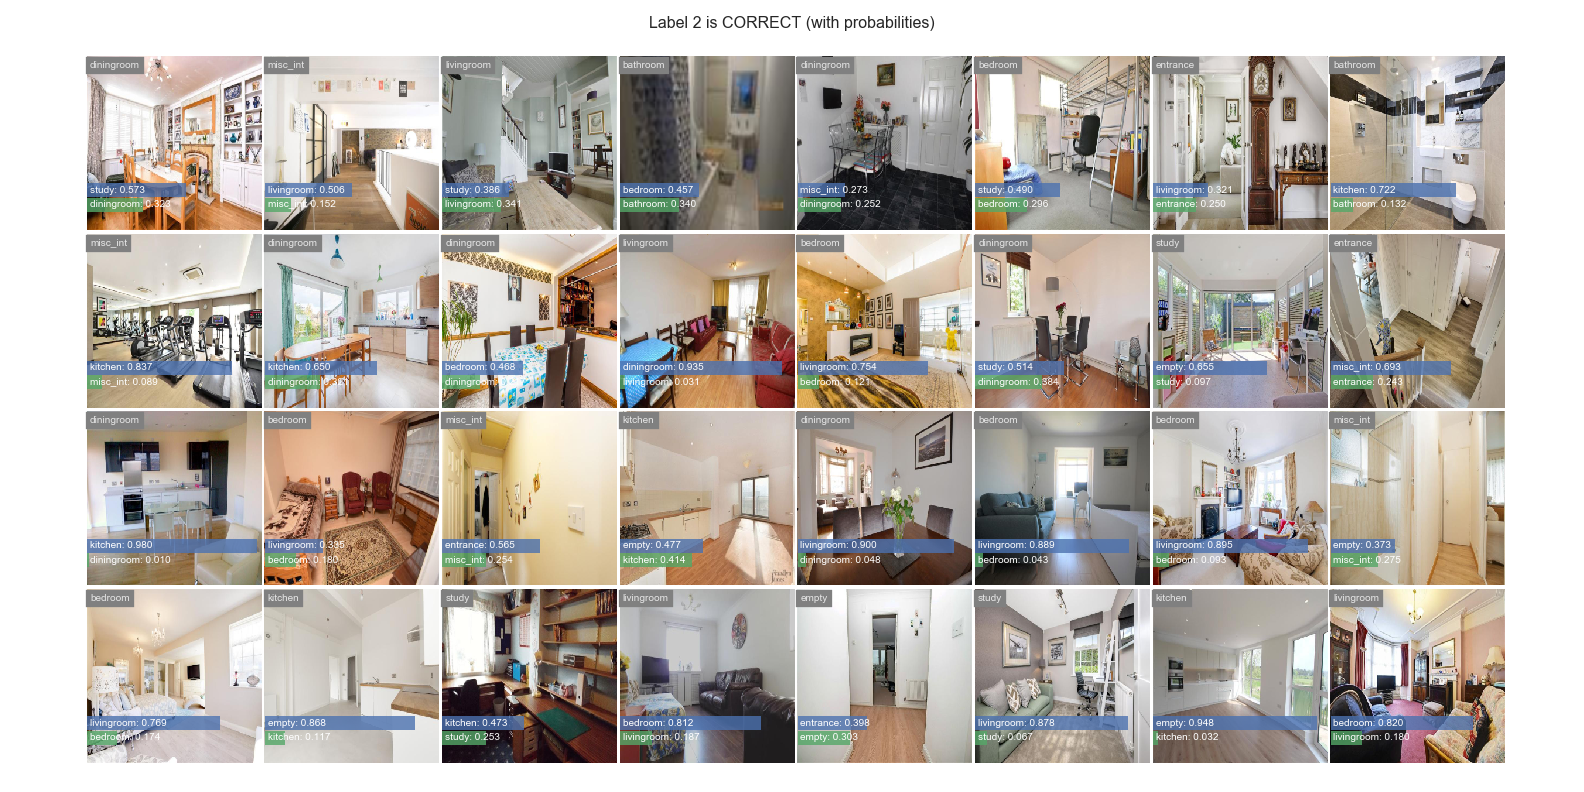 Label 2 is CORRECT (with probabilities)
diningroom
study: 0.573
diningroom: 0.323
misc_int
livingroom: 0.506
misc_int: 0.152
livingroom
study: 0.386
livingroom: 0.341
bathroom
bedroom: 0.457
bathroom: 0.340
diningroom
misc_int: 0.273
diningroom: 0.252
bedroom
study: 0.490
bedroom: 0.296
entrance
livingroom: 0.321
entrance: 0.250
bathroom
kitchen: 0.722
bathroom: 0.132
misc_int
kitchen: 0.837
misc_int: 0.089
diningroom
kitchen: 0.650
diningroom:
diningroom
bedroom: 0.468
diningroom:
livingroom
diningroom: 0.935
livingroom: 0.031
bedroom
livingroom: 0.754
bedroom: 0.121
diningroom
study: 0.514
diningroom: 0.384
study
empty: 0.655
study: 0.097
entrance
misc_int: 0.693
entrance: 0.243
diningroom
kitchen: 0.980
diningroom: 0.010
bedroom
livingroom: 0.335
bedroom: 0.180
misc_int
entrance: 0.565
misc_int: 0.254
kitchen
empty: 0.477
kitchen: 0.414
diningroom
livingroom: 0.900
diningroom: 0.048
bedroom
livingroom: 0.889
bedroom: 0.043
bedroom
livingroom: 0.895
bedroom: 0.093
misc_int
empty: 0.373
misc_int: 0.275
bedroom
livingroom: 0.769
bedroom: 0.174
kitchen
empty: 0.868
kitchen: 0.117
study
kitchen: 0.473
study: 0.253
livingroom
bedroom: 0.812
livingroom: 0.187
empty
entrance: 0.398
empty: 0.303
study
livingroom: 0.878
study: 0.067
kitchen
empty: 0.948
kitchen: 0.032
livingroom
bedroom: 0.820
livingroom: 0.180